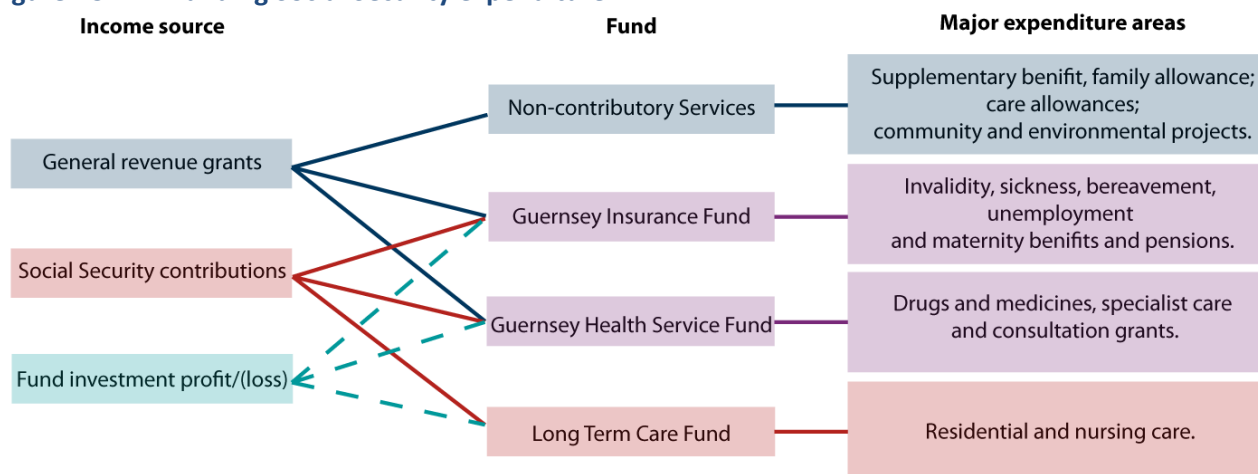 Income source
Fund
Major expenditure areas
General revenue grants
Social Security contributions
Fund investment profit/(loss)
Non-contributory Services
Guernsey Insurance Fund
Guernsey Health Service Fund
Long Term Care Fund
Supplementary benifit, family allowance;
care allowances;
community and environmental projects.
Invalidity, sickness, bereavement,
unemployment
and maternity benifits and pensions.
Drugs and medicines, specialist care
and consultation grants.
Residential and nursing care.